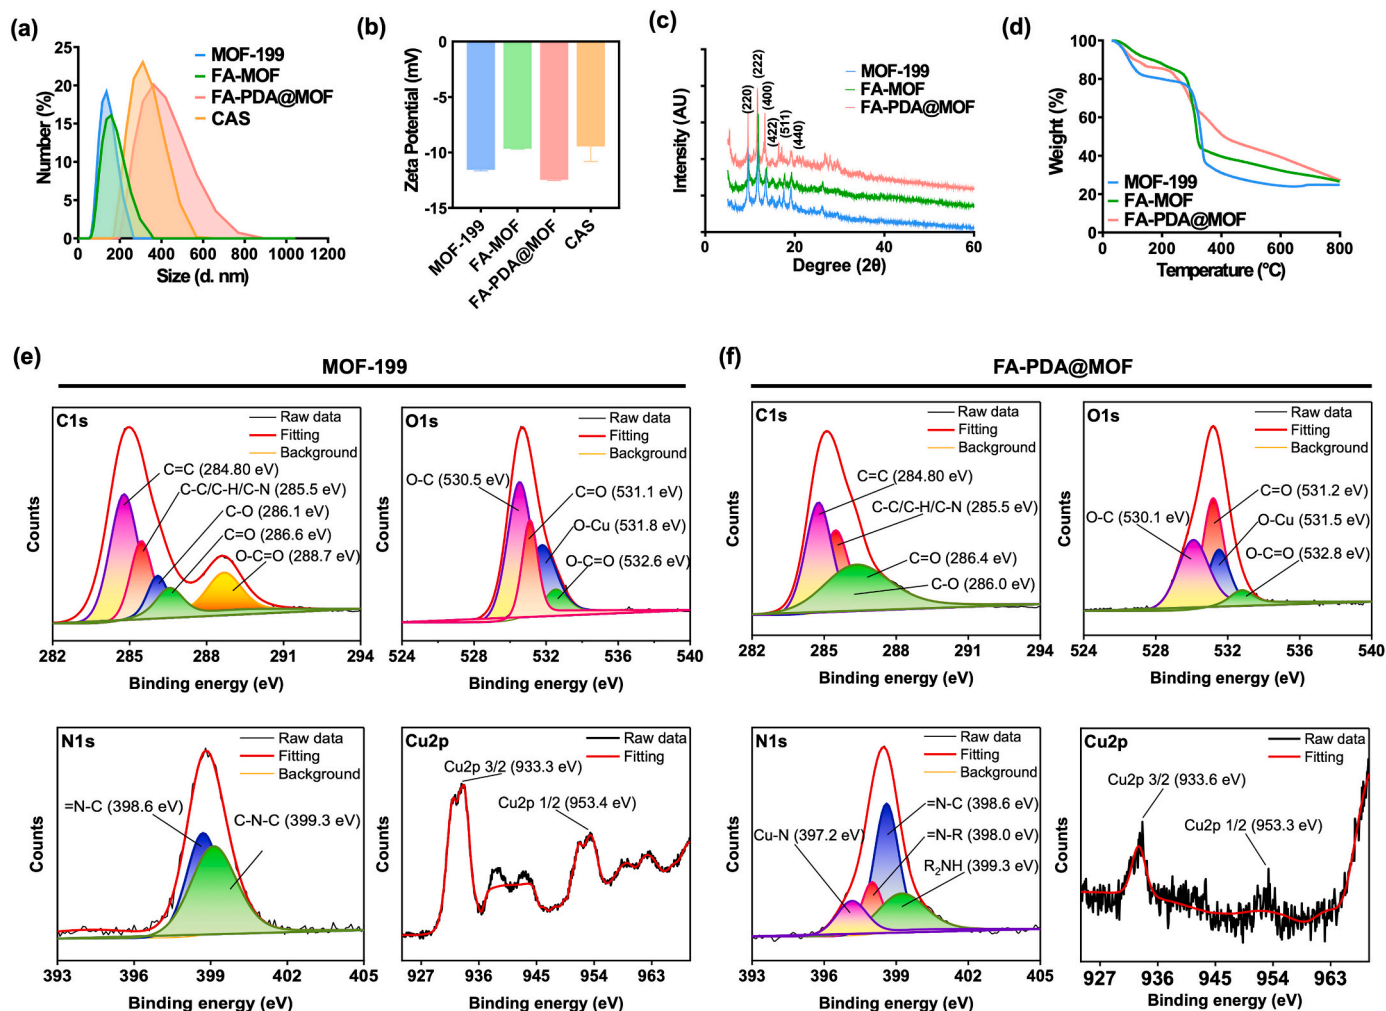 (a)
25
20
15
10
5
0
Number (%)
0 200 400 600 800 1000 1200
Size (d. nm)
MOF-199
FA-MOF
FA-PDA@MOF
CAS
(b)
0
-5
-10
-15
Zeta Potential (mV)
MOF-199
FA-MOF
FA-PDA@MOF
CAS
(c)
Intensity (AU)
(220)
(222)
(400)
(422)
(511)
(440)
MOF-199
FA-MOF
FA-PDA@MOF
0 20 40 60
Degree (2θ)
(d)
100
80
60
40
20
0
Weight (%)
MOF-199
FA-MOF
FA-PDA@MOF
0 200 400 600 800
Temperature (°C)
(e)
MOF-199
C1s
Raw data
Fitting
Background
C=C (284.80 eV)
C-C/C-H/C-N (285.5 eV)
C-O (286.1 eV)
C=O (286.6 eV)
O-C=O (288.7 eV)
Counts
282 285 288 291 294
Binding energy (eV)
O1s
Raw data
Fitting
Background
O-C (530.5 eV)
C=O (531.1 eV)
O-Cu (531.8 eV)
O-C=O (532.6 eV)
Counts
524 528 532 536 540
Binding energy (eV)
N1s
Raw data
Fitting
Background
=N-C (398.6 eV)
C-N-C (399.3 eV)
Counts
393 396 399 402 405
Binding energy (eV)
Cu2p
Raw data
Fitting
Cu2p 3/2 (933.3 eV)
Cu2p 1/2 (953.4 eV)
Counts
927 936 945 954 963
Binding energy (eV)
(f)
FA-PDA@MOF
C1s
Raw data
Fitting
Background
C=C (284.80 eV)
C-C/C-H/C-N (285.5 eV)
C=O (286.4 eV)
C-O (286.0 eV)
Counts
282 285 288 291 294
Binding energy (eV)
O1s
Raw data
Fitting
Background
O-C (530.1 eV)
C=O (531.2 eV)
O-Cu (531.5 eV)
O-C=O (532.8 eV)
Counts
524 528 532 536 540
Binding energy (eV)
N1s
Raw data
Fitting
Background
Cu-N (397.2 eV)
=N-C (398.6 eV)
=N-R (398.0 eV)
R₂NH (399.3 eV)
Counts
393 396 399 402 405
Binding energy (eV)
Cu2p
Raw data
Fitting
Cu2p 3/2 (933.6 eV)
Cu2p 1/2 (953.3 eV)
Counts
927 936 945 954 963
Binding energy (eV)